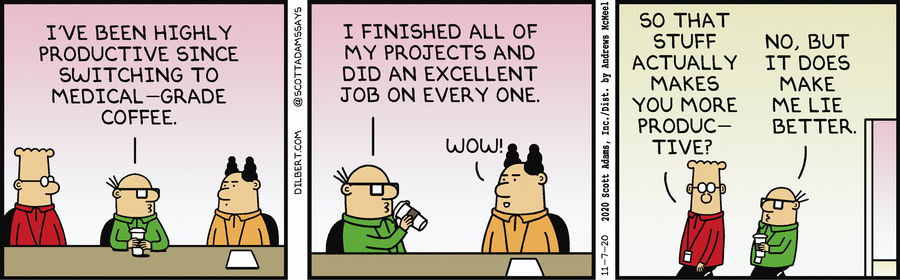 I'VE BEEN HIGHLY
PRODUCTIVE SINCE
SWITCHING TO
MEDICAL—GRADE
COFFEE.
DILBERT.COM @SCOTTADAMSSAYS
I FINISHED ALL OF
MY PROJECTS AND
DID AN EXCELLENT
JOB ON EVERY ONE.
WOW!
11-7-20 2020 Scott Adams, Inc./Dist. by Andrews McMeel
SO THAT
STUFF
ACTUALLY
MAKES
YOU MORE
PRODUC—
TIVE?
NO, BUT
IT DOES
MAKE
ME LIE
BETTER.